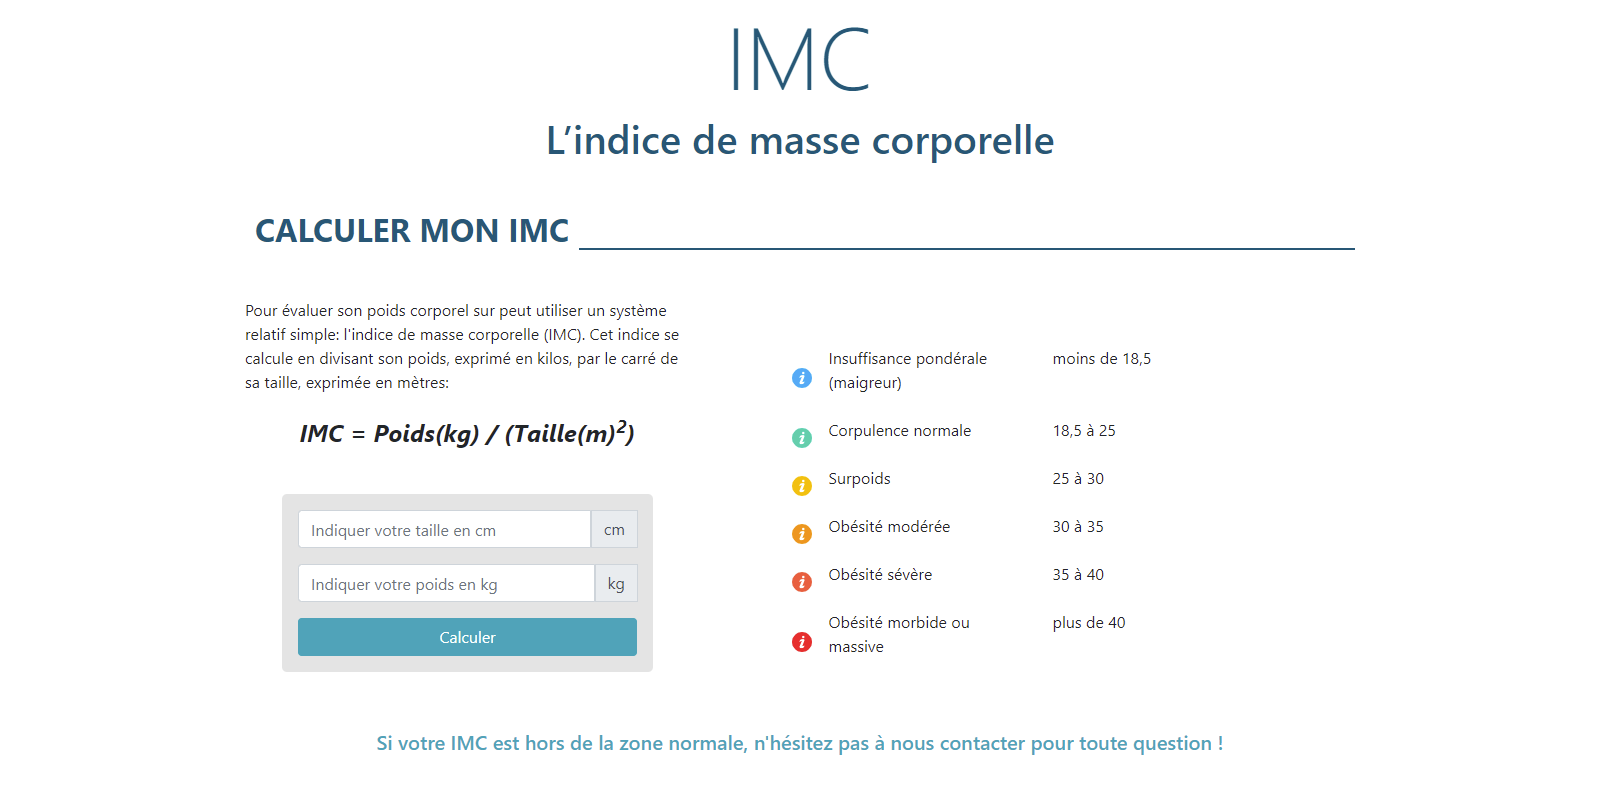 IMC
L’indice de masse corporelle
CALCULER MON IMC
Pour évaluer son poids corporel sur peut utiliser un système
relatif simple: l'indice de masse corporelle (IMC). Cet indice se
calcule en divisant son poids, exprimé en kilos, par le carré de
sa taille, exprimée en mètres:
IMC = Poids(kg) / (Taille(m)²)
Indiquer votre taille en cm cm
Indiquer votre poids en kg kg
Calculer
Insuffisance pondérale moins de 18,5
(maigreur)
Corpulence normale 18,5 à 25
Surpoids 25 à 30
Obésité modérée 30 à 35
Obésité sévère 35 à 40
Obésité morbide ou plus de 40
massive
Si votre IMC est hors de la zone normale, n'hésitez pas à nous contacter pour toute question !